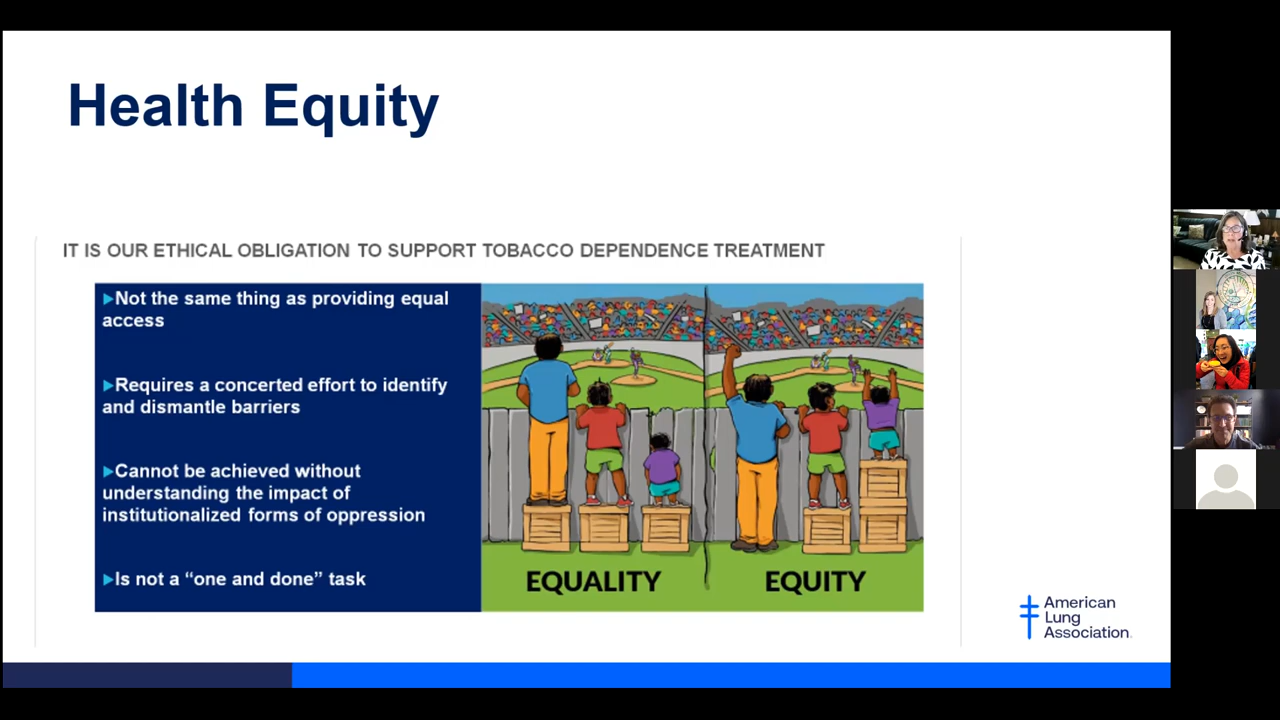 Health Equity
IT IS OUR ETHICAL OBLIGATION TO SUPPORT TOBACCO DEPENDENCE TREATMENT
▶Not the same thing as providing equal
access
▶Requires a concerted effort to identify
and dismantle barriers
▶Cannot be achieved without
understanding the impact of
institutionalized forms of oppression
▶Is not a “one and done” task
EQUALITY
EQUITY
American
Lung
Association.